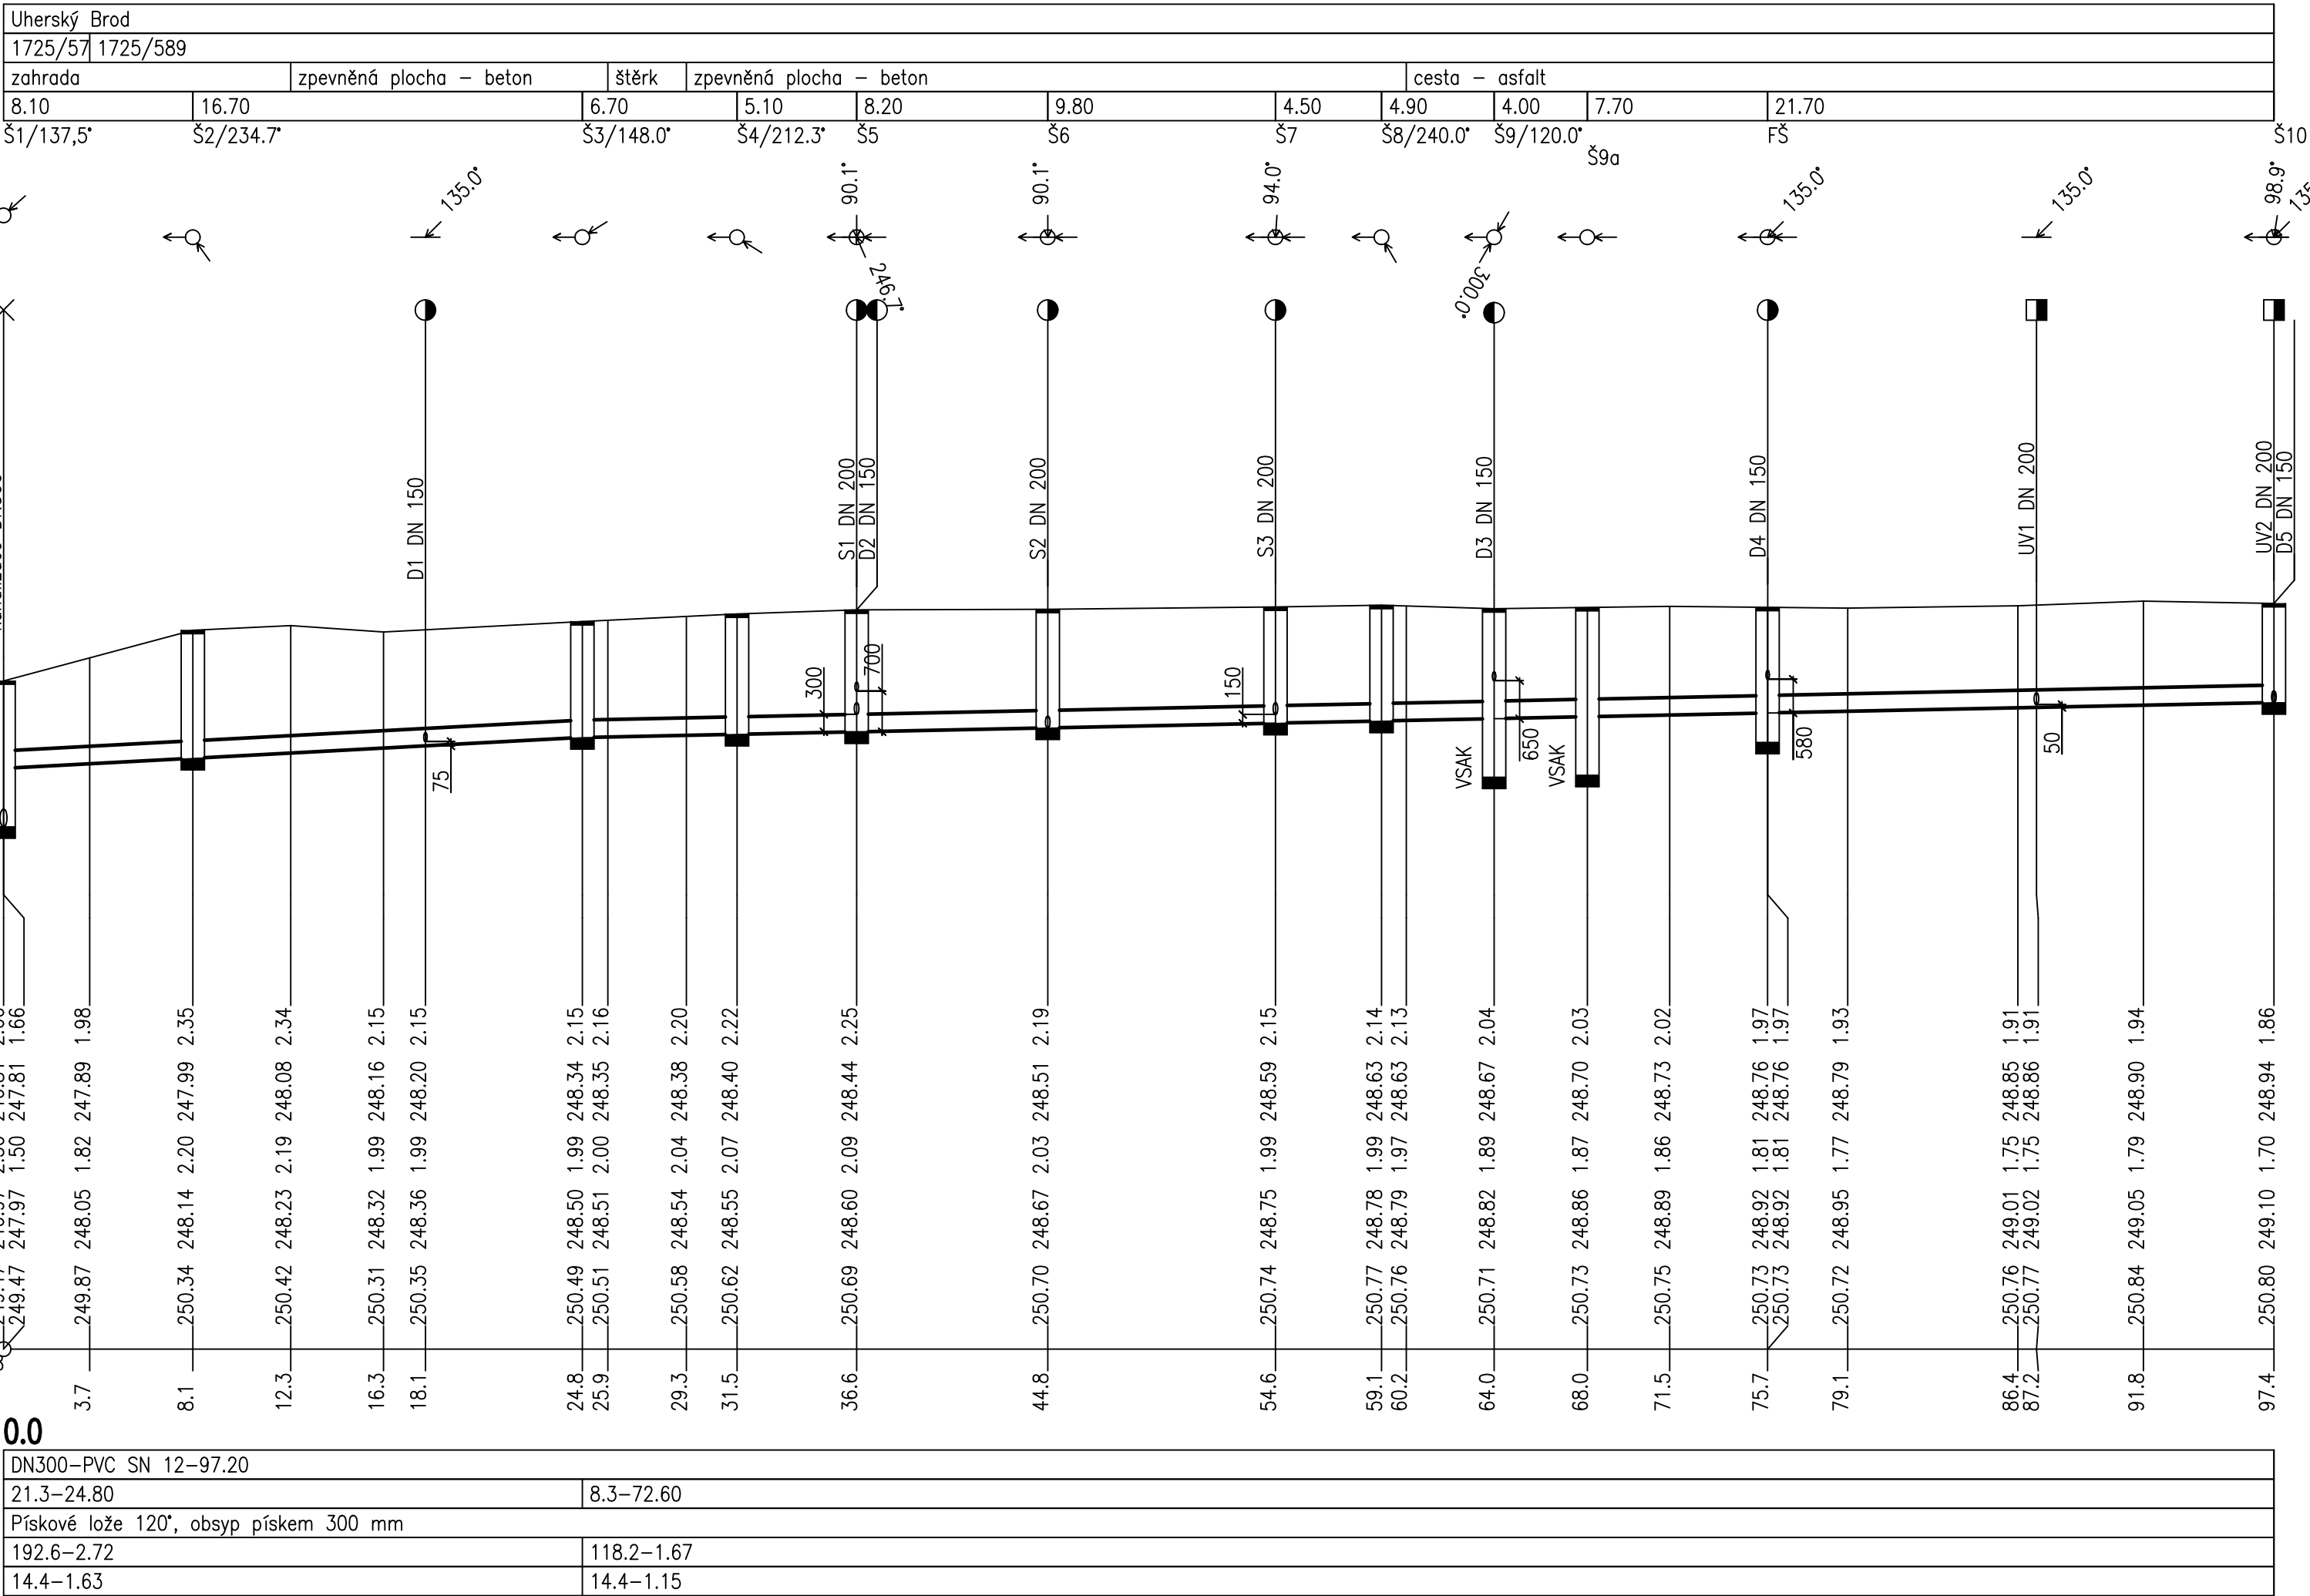 Uherský Brod
1725/57 1725/589
zahrada zpevněná plocha – beton štěrk zpevněná plocha – beton cesta – asfalt
8.10 16.70 6.70 5.10 8.20 9.80 4.50 4.90 4.00 7.70 21.70
Š1/137,5° Š2/234.7° Š3/148.0° Š4/212.3° Š5 Š6 Š7 Š8/240.0° Š9/120.0° FŠ Š10
Š9a
135.0° 90.1° 90.1° 94.0° 135.0° 135.0° 98.9°
246.7° 300.0°
D1 DN 150
S1 DN 200
D2 DN 150
S2 DN 200
S3 DN 200
D3 DN 150
D4 DN 150
UV1 DN 200
UV2 DN 200
D5 DN 150
75
300
700
150
VSAK
650
VSAK
580
50
1.66 1.98 2.35 2.34 2.15 2.15 2.15 2.16 2.20 2.22 2.25 2.19 2.15 2.14 2.13 2.04 2.03 2.02 1.97 1.97 1.93 1.91 1.91 1.94 1.86
247.81 247.89 247.99 248.08 248.16 248.20 248.34 248.35 248.38 248.40 248.44 248.51 248.59 248.63 248.63 248.67 248.70 248.73 248.76 248.76 248.79 248.85 248.86 248.90 248.94
1.50 1.82 2.20 2.19 1.99 1.99 1.99 2.00 2.04 2.07 2.09 2.03 1.99 1.99 1.97 1.89 1.87 1.86 1.81 1.81 1.77 1.75 1.75 1.79 1.70
247.97 248.05 248.14 248.23 248.32 248.36 248.50 248.51 248.54 248.55 248.60 248.67 248.75 248.78 248.79 248.82 248.86 248.89 248.92 248.92 248.95 249.01 249.02 249.05 249.10
249.47 249.87 250.34 250.42 250.31 250.35 250.49 250.51 250.58 250.62 250.69 250.70 250.74 250.77 250.76 250.71 250.73 250.75 250.73 250.73 250.72 250.76 250.77 250.84 250.80
3.7 8.1 12.3 16.3 18.1 24.8 25.9 29.3 31.5 36.6 44.8 54.6 59.1 60.2 64.0 68.0 71.5 75.7 79.1 86.4 87.2 91.8 97.4
0.0
DN300–PVC SN 12–97.20
21.3–24.80 8.3–72.60
Pískové lože 120°, obsyp pískem 300 mm
192.6–2.72 118.2–1.67
14.4–1.63 14.4–1.15